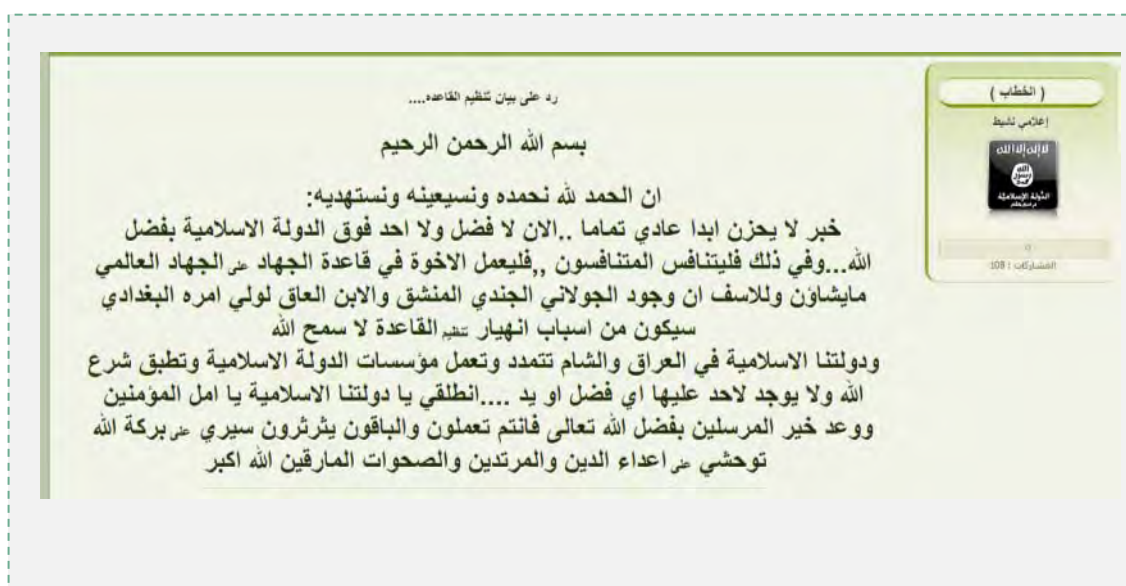 رد على بيان تنظيم القاعده....
بسم الله الرحمن الرحيم
ان الحمد لله نحمده ونسيعينه ونستهديه:
خبر لا يحزن ابدا عادي تماما ..الان لا فضل ولا احد فوق الدولة الاسلامية بفضل
الله...وفي ذلك فليتنافس المتنافسون ,,فليعمل الاخوة في قاعدة الجهاد على الجهاد العالمي
مايشاؤن وللاسف ان وجود الجولاني الجندي المنشق والابن العاق لولي امره البغدادي
سيكون من اسباب انهيار تنظيم القاعدة لا سمح الله
ودولتنا الاسلامية في العراق والشام تتمدد وتعمل مؤسسات الدولة الاسلامية وتطبق شرع
الله ولا يوجد لاحد عليها اي فضل او يد ....انطلقي يا دولتنا الاسلامية يا امل المؤمنين
ووعد خير المرسلين بفضل الله تعالى فانتم تعملون والباقون يثرثرون سيري على بركة الله
توحشي على اعداء الدين والمرتدين والصحوات المارقين الله اكبر
( الخطاب )
إعلامي نشيط
لا إله إلا الله
الله
رسول
محمد
الدولة الإسلامية
0
المشاركات : 108